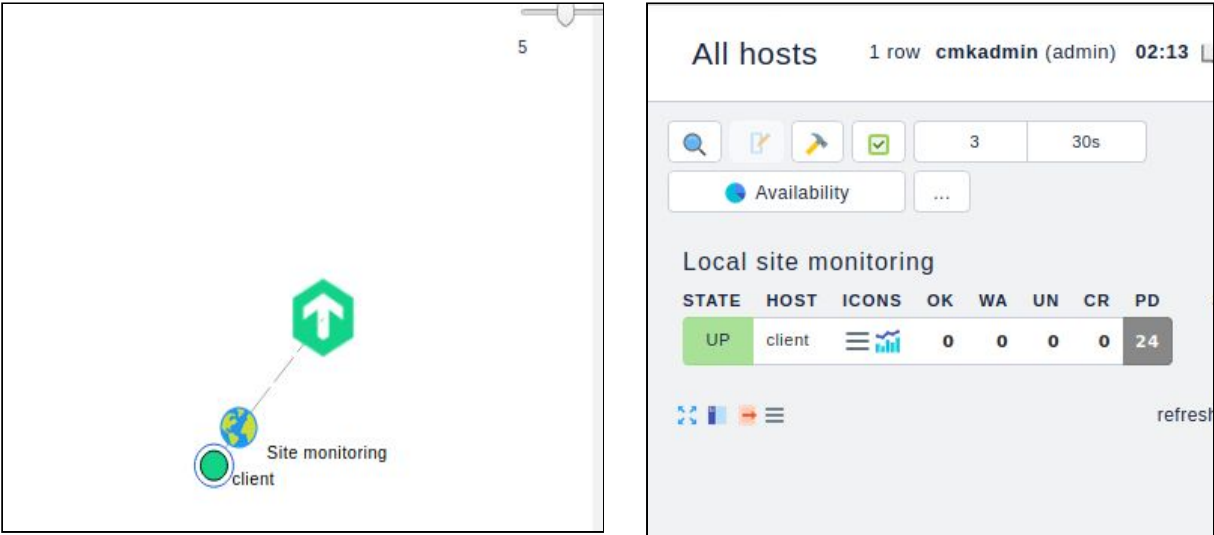 5
Site monitoring
client
All hosts 1 row cmkadmin (admin) 02:13
3 30s
Availability ...
Local site monitoring
STATE HOST ICONS OK WA UN CR PD
UP client 0 0 0 0 24
refresh